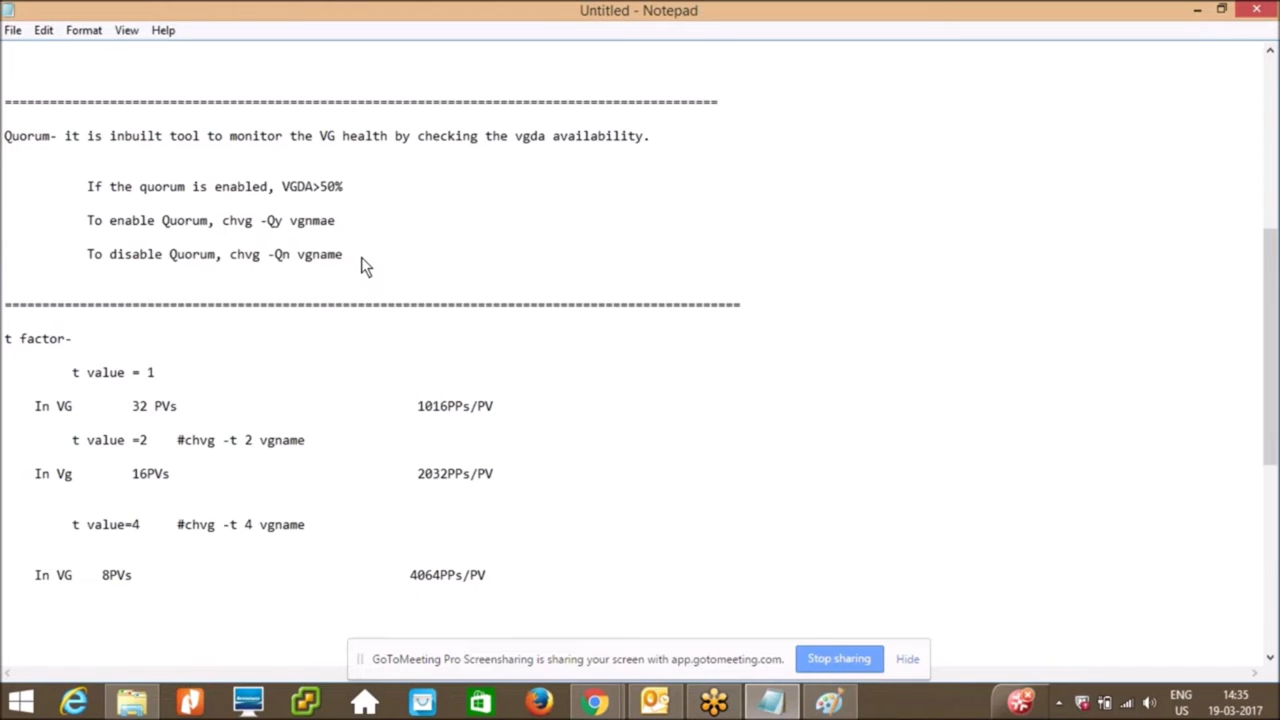 Untitled - Notepad
File Edit Format View Help
===============================================================================================
Quorum- it is inbuilt tool to monitor the VG health by checking the vgda availability.
If the quorum is enabled, VGDA>50%
To enable Quorum, chvg -Qy vgnmae
To disable Quorum, chvg -Qn vgname
==================================================================================================
t factor-
t value = 1
In VG 32 PVs 1016PPs/PV
t value =2 #chvg -t 2 vgname
In Vg 16PVs 2032PPs/PV
t value=4 #chvg -t 4 vgname
In VG 8PVs 4064PPs/PV
GoToMeeting Pro Screensharing is sharing your screen with app.gotomeeting.com. Stop sharing Hide
ENG 14:35
US 19-03-2017